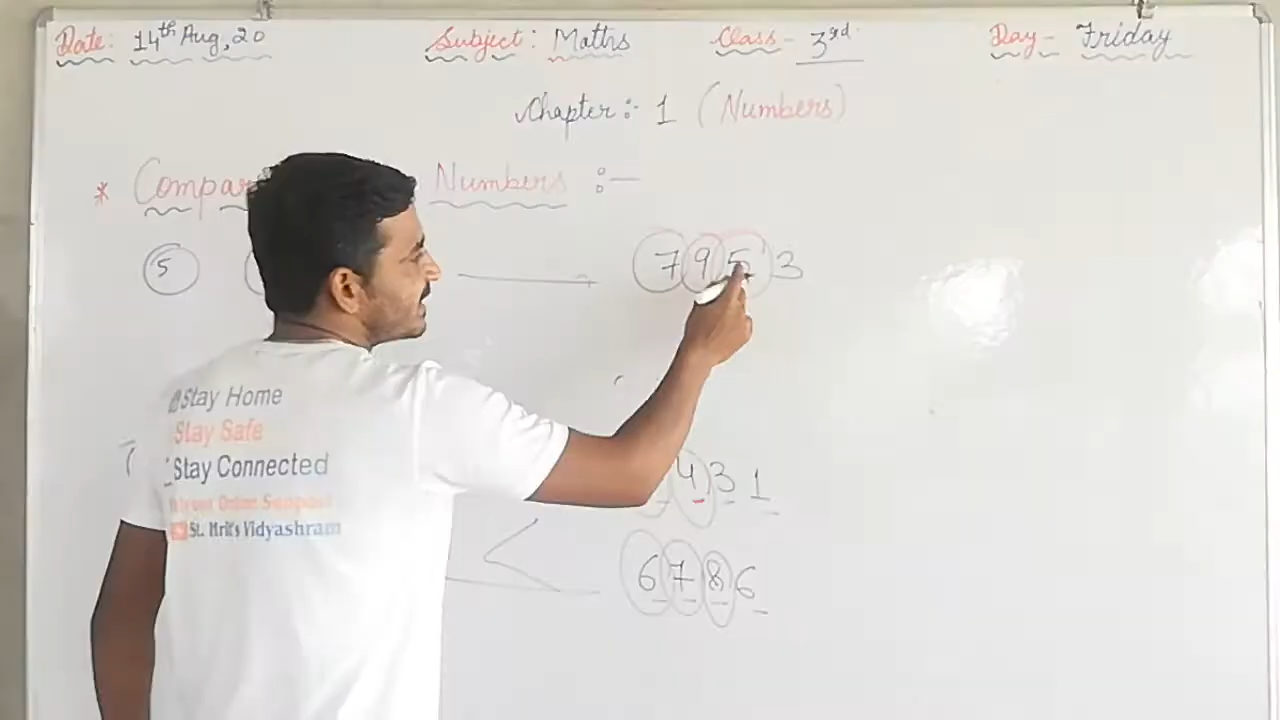 Date: 14th Aug, 20 Subject: Maths Class- 3rd Day- Friday
Chapter:- 1 (Numbers)
* Numbers :-
5 7953
431
< 6786
Stay Home
Stay Safe
Stay Connected
St. Hrit's Vidyashram